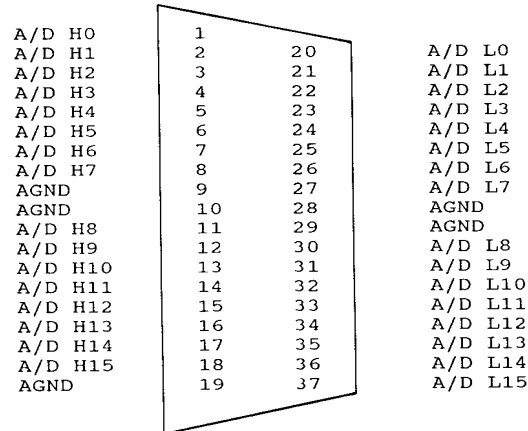 A/D H0 1
A/D H1 2 20 A/D L0
A/D H2 3 21 A/D L1
A/D H3 4 22 A/D L2
A/D H4 5 23 A/D L3
A/D H5 6 24 A/D L4
A/D H6 7 25 A/D L5
A/D H7 8 26 A/D L6
AGND 9 27 A/D L7
AGND 10 28 AGND
A/D H8 11 29 AGND
A/D H9 12 30 A/D L8
A/D H10 13 31 A/D L9
A/D H11 14 32 A/D L10
A/D H12 15 33 A/D L11
A/D H13 16 34 A/D L12
A/D H14 17 35 A/D L13
A/D H15 18 36 A/D L14
AGND 19 37 A/D L15